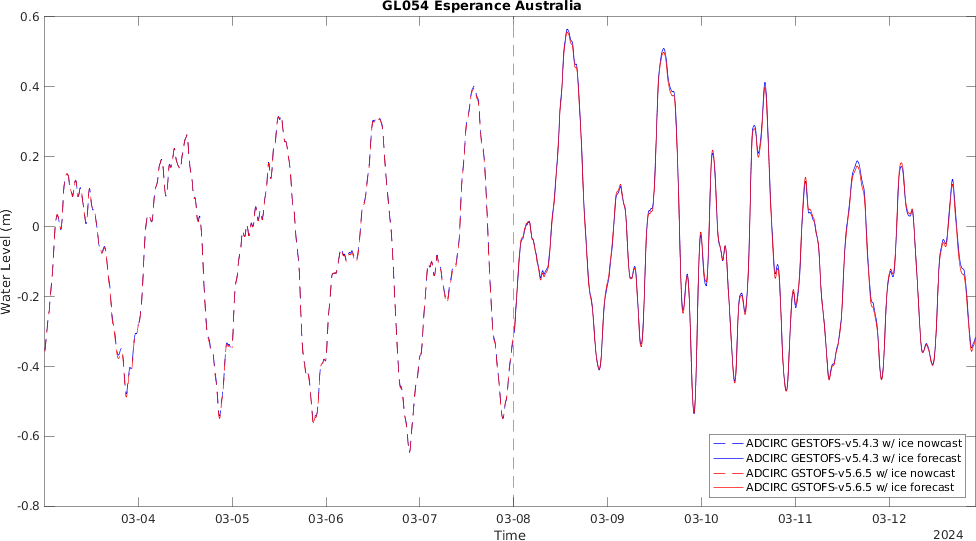 GL054 Esperance Australia
0.6
0.4
0.2
0
-0.2
-0.4
-0.6
-0.8
Water Level (m)
ADCIRC GESTOFS-v5.4.3 w/ ice nowcast
ADCIRC GESTOFS-v5.4.3 w/ ice forecast
ADCIRC GSTOFS-v5.6.5 w/ ice nowcast
ADCIRC GSTOFS-v5.6.5 w/ ice forecast
03-04 03-05 03-06 03-07 03-08 03-09 03-10 03-11 03-12
Time
2024